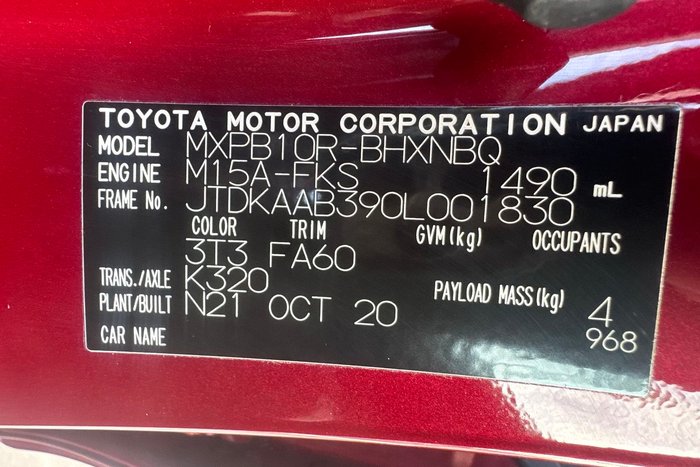 TOYOTA MOTOR CORPORATION JAPAN
MODEL MXPB10R-BHXNBQ
ENGINE M15A-FKS 1490 mL
FRAME No. JTDKAAB390L001830
COLOR TRIM GVM(kg) OCCUPANTS
3T3 FA60
TRANS./AXLE K320
PLANT/BUILT N21 OCT 20 PAYLOAD MASS(kg) 4
CAR NAME 968